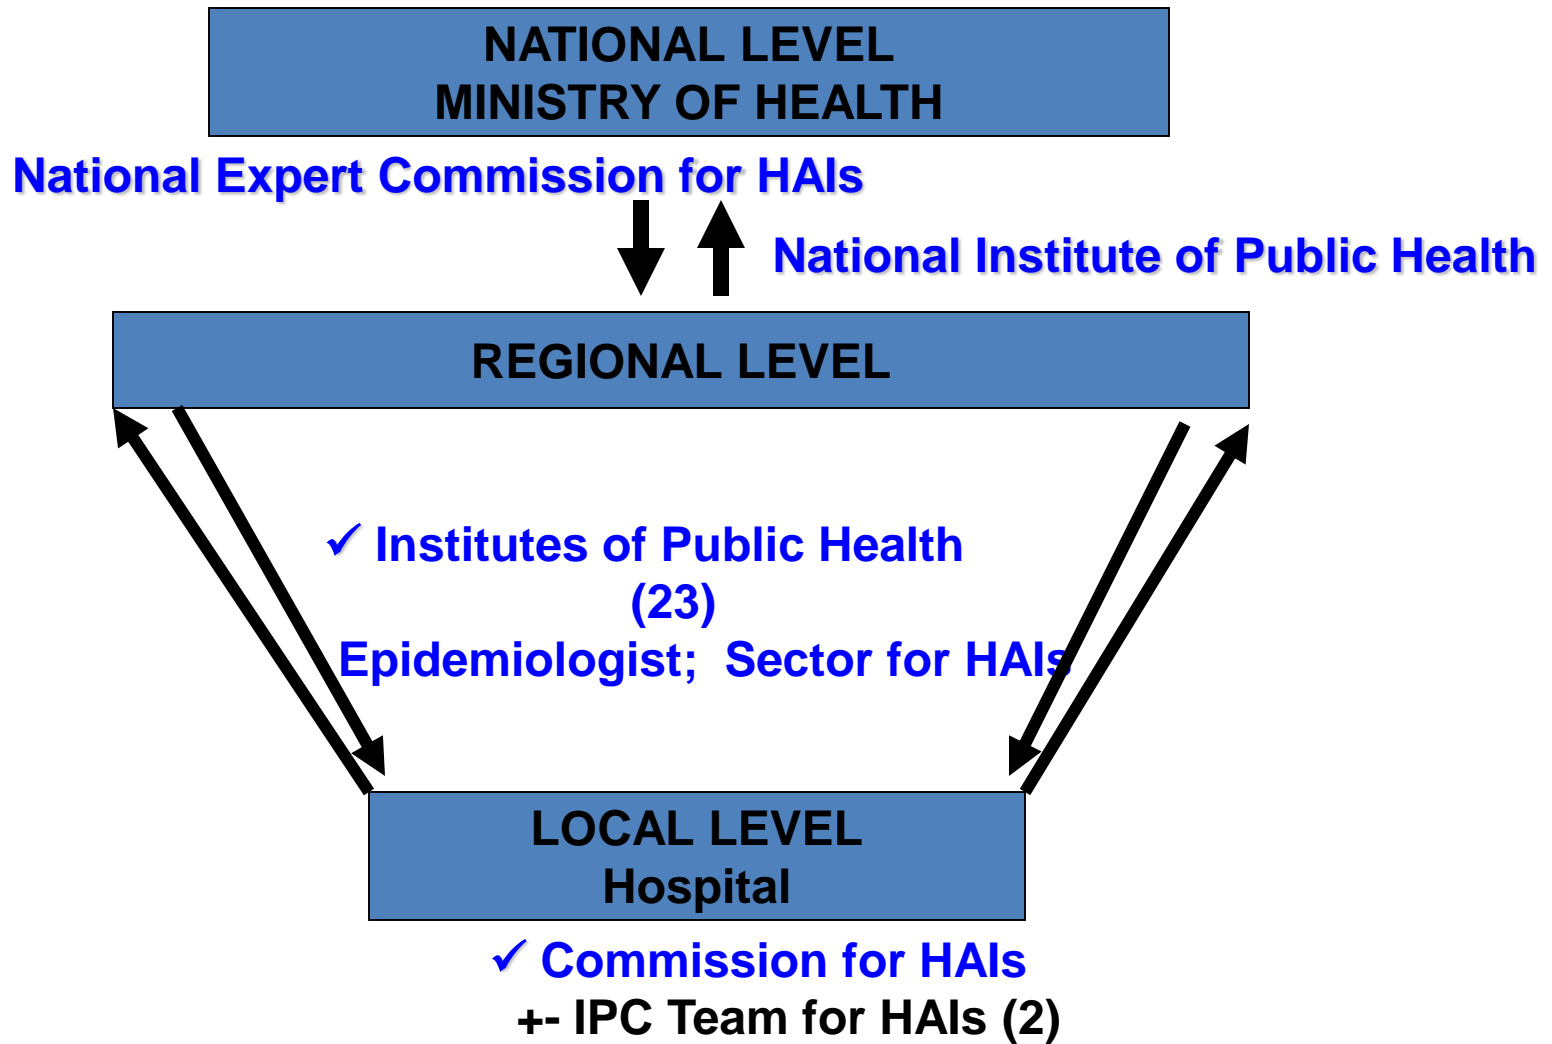 NATIONAL LEVEL
MINISTRY OF HEALTH
National Expert Commission for HAIs
National Institute of Public Health
REGIONAL LEVEL
✓ Institutes of Public Health
(23)
Epidemiologist; Sector for HAIs
LOCAL LEVEL
Hospital
✓ Commission for HAIs
+- IPC Team for HAIs (2)